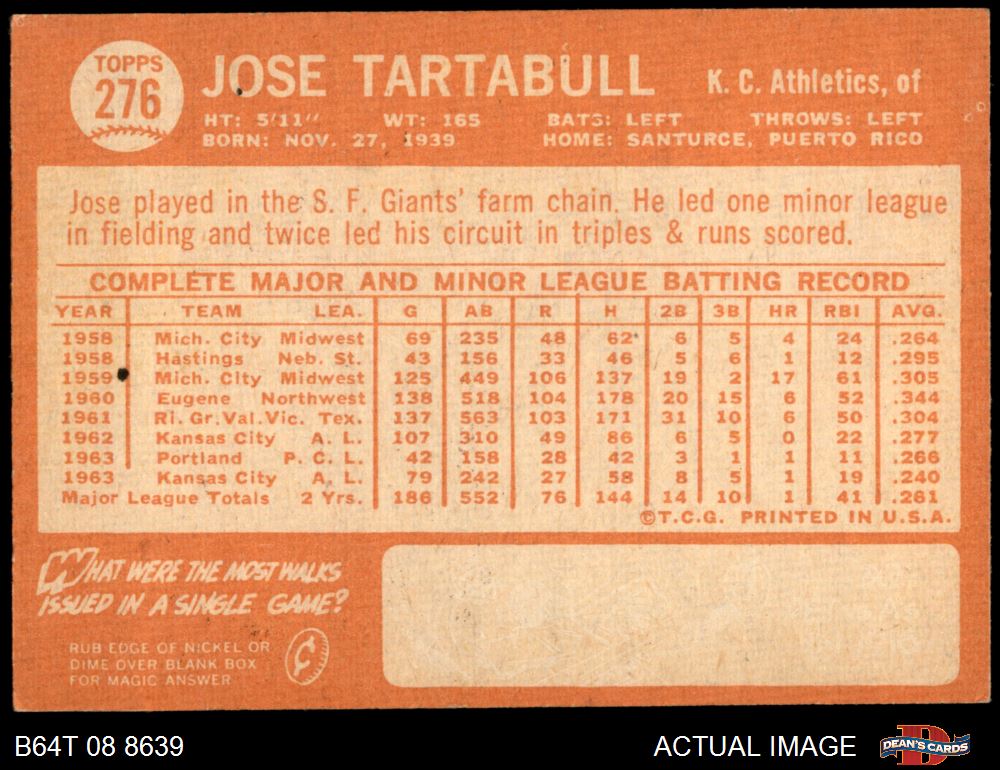 TOPPS
276
JOSE TARTABULL
K. C. Athletics, of
HT: 5'11" WT: 165 BATS: LEFT THROWS: LEFT
BORN: NOV. 27, 1939 HOME: SANTURCE, PUERTO RICO
Jose played in the S. F. Giants' farm chain. He led one minor league
in fielding and twice led his circuit in triples & runs scored.
COMPLETE MAJOR AND MINOR LEAGUE BATTING RECORD
YEAR TEAM LEA. G AB R H 2B 3B HR RBI AVG.
1958 Mich. City Midwest 69 235 48 62 6 5 4 24 .264
1958 Hastings Neb. St. 43 156 33 46 5 6 1 12 .295
1959 Mich. City Midwest 125 449 106 137 19 2 17 61 .305
1960 Eugene Northwest 138 518 104 178 20 15 6 52 .344
1961 Ri. Gr. Val. Vic. Tex. 137 563 103 171 31 10 6 50 .304
1962 Kansas City A. L. 107 310 49 86 6 5 0 22 .277
1963 Portland P. C. L. 42 158 28 42 3 1 1 11 .266
1963 Kansas City A. L. 79 242 27 58 8 5 1 19 .240
Major League Totals 2 Yrs. 186 552 76 144 14 10 1 41 .261
©T.C.G. PRINTED IN U.S.A.
WHAT WERE THE MOST WALKS
ISSUED IN A SINGLE GAME?
RUB EDGE OF NICKEL OR
DIME OVER BLANK BOX
FOR MAGIC ANSWER
¢
B64T 08 8639
ACTUAL IMAGE
DEAN'S CARDS